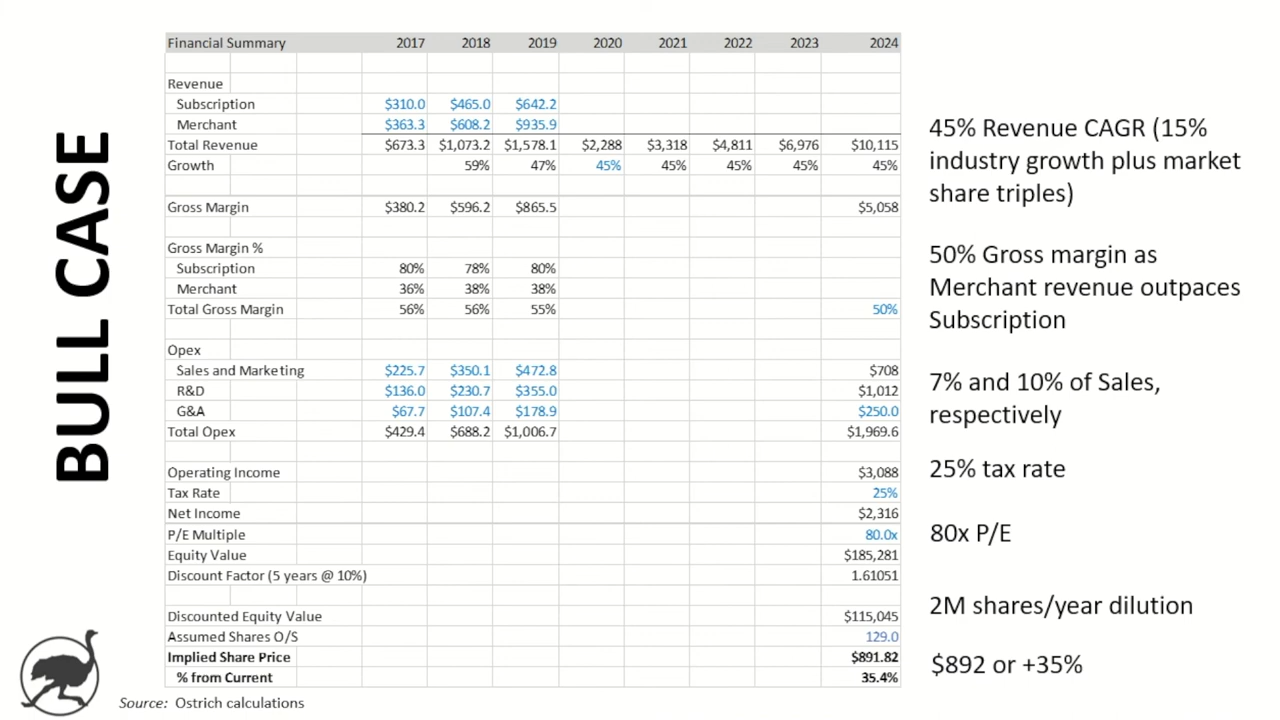 BULL CASE
Financial Summary 2017 2018 2019 2020 2021 2022 2023 2024
Revenue
Subscription $310.0 $465.0 $642.2
Merchant $363.3 $608.2 $935.9
Total Revenue $673.3 $1,073.2 $1,578.1 $2,288 $3,318 $4,811 $6,976 $10,115
Growth 59% 47% 45% 45% 45% 45% 45%
Gross Margin $380.2 $596.2 $865.5 $5,058
Gross Margin %
Subscription 80% 78% 80%
Merchant 36% 38% 38%
Total Gross Margin 56% 56% 55% 50%
Opex
Sales and Marketing $225.7 $350.1 $472.8 $708
R&D $136.0 $230.7 $355.0 $1,012
G&A $67.7 $107.4 $178.9 $250.0
Total Opex $429.4 $688.2 $1,006.7 $1,969.6
Operating Income $3,088
Tax Rate 25%
Net Income $2,316
P/E Multiple 80.0x
Equity Value $185,281
Discount Factor (5 years @ 10%) 1.61051
Discounted Equity Value $115,045
Assumed Shares O/S 129.0
Implied Share Price $891.82
% from Current 35.4%
45% Revenue CAGR (15%
industry growth plus market
share triples)
50% Gross margin as
Merchant revenue outpaces
Subscription
7% and 10% of Sales,
respectively
25% tax rate
80x P/E
2M shares/year dilution
$892 or +35%
Source: Ostrich calculations